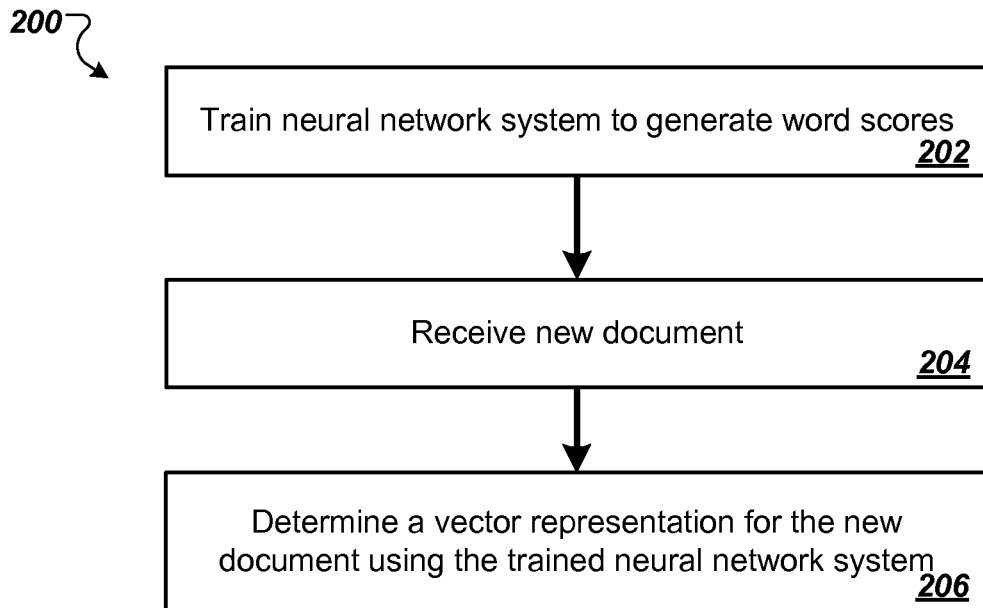 200
Train neural network system to generate word scores
202
Receive new document
204
Determine a vector representation for the new
document using the trained neural network system
206